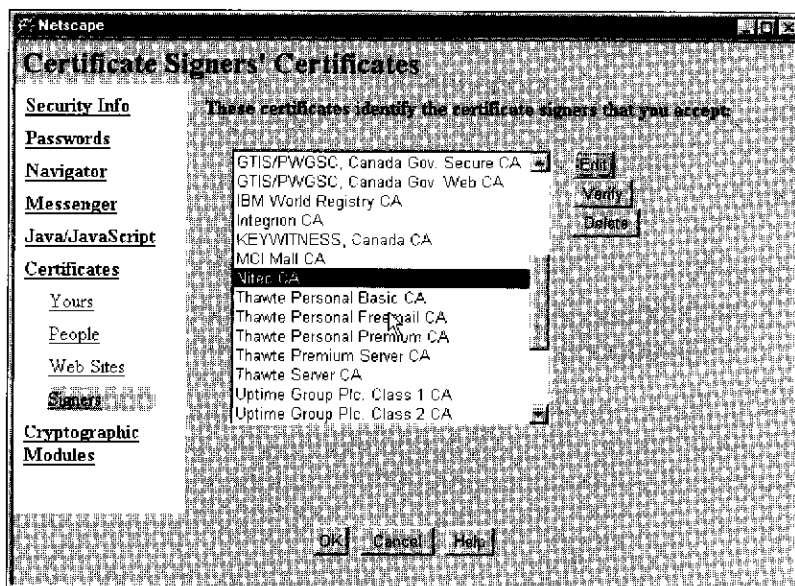 Netscape
Certificate Signers' Certificates
Security Info
Passwords
Navigator
Messenger
Java/JavaScript
Certificates
Yours
People
Web Sites
Signers
Cryptographic
Modules
These certificates identify the certificate signers that you accept:
GTIS/PWGSC, Canada Gov. Secure CA
GTIS/PWGSC, Canada Gov. Web CA
IBM World Registry CA
Integrion CA
KEYWITNESS, Canada CA
MCI Mall CA
Nitec CA
Thawte Personal Basic CA
Thawte Personal Freemail CA
Thawte Personal Premium CA
Thawte Premium Server CA
Thawte Server CA
Uptime Group Plc. Class 1 CA
Uptime Group Plc. Class 2 CA
Edit
Verify
Delete
OK
Cancel
Help